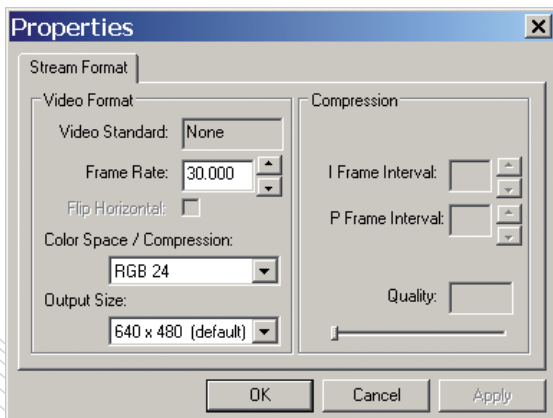 Properties
Stream Format
Video Format
Video Standard: None
Frame Rate: 30.000
Flip Horizontal:
Color Space / Compression:
RGB 24
Output Size:
640 x 480 (default)
Compression
I Frame Interval:
P Frame Interval:
Quality:
OK Cancel Apply